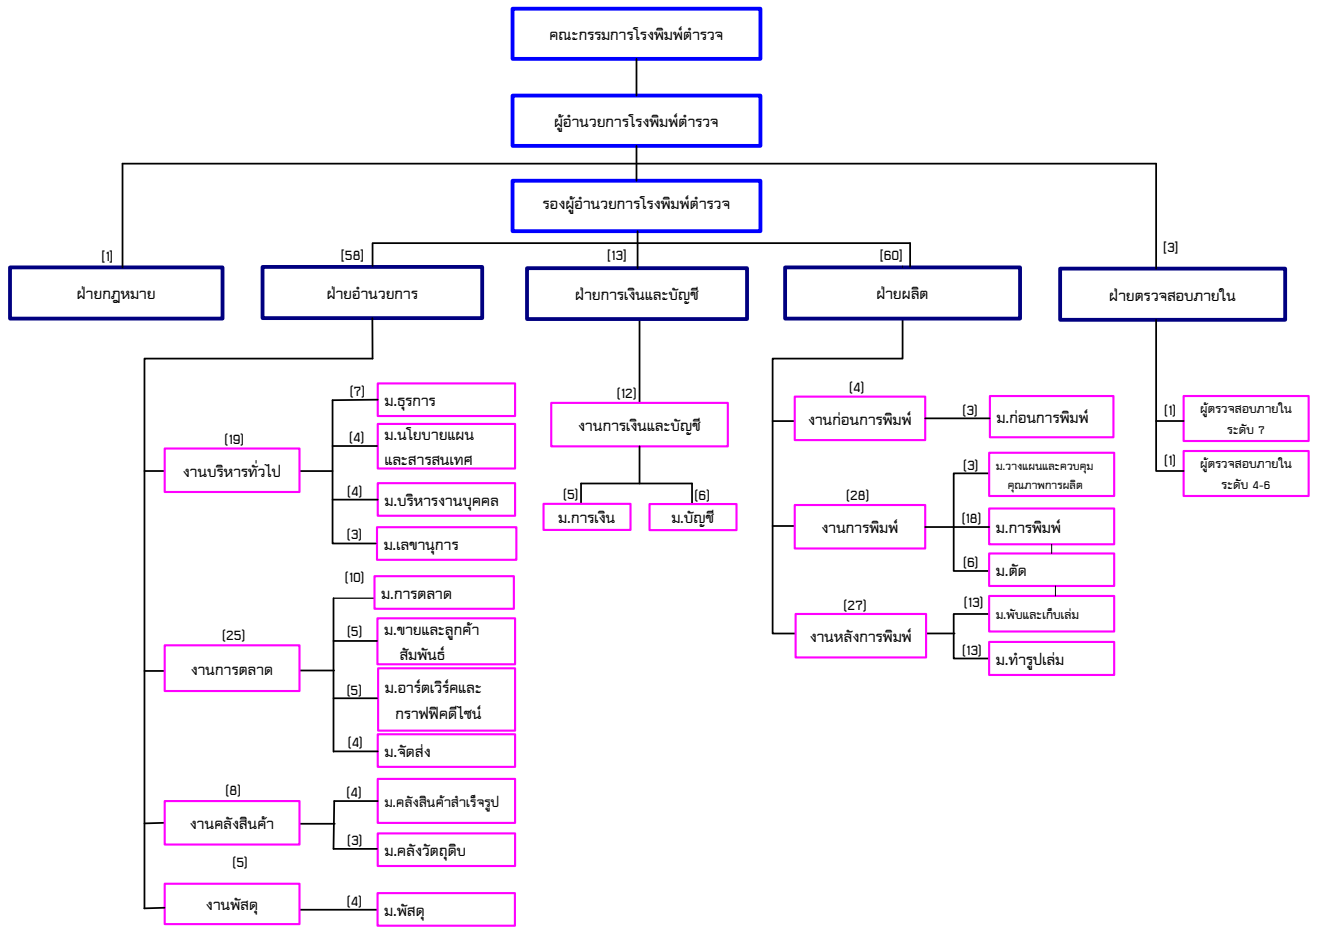 คณะกรรมการโรงพิมพ์ตำรวจ
ผู้อำนวยการโรงพิมพ์ตำรวจ
รองผู้อำนวยการโรงพิมพ์ตำรวจ
(1)
(58)
(13)
(60)
(3)
ฝ่ายกฎหมาย
ฝ่ายอำนวยการ
ฝ่ายการเงินและบัญชี
ฝ่ายผลิต
ฝ่ายตรวจสอบภายใน
(19)
งานบริหารทั่วไป
(7)
ม.ธุรการ
(4)
ม.นโยบายแผน
และสารสนเทศ
(4)
ม.บริหารงานบุคคล
(3)
ม.เลขานุการ
(25)
งานการตลาด
(10)
ม.การตลาด
(5)
ม.ขายและลูกค้า
สัมพันธ์
(5)
ม.อาร์ตเวิร์คและ
กราฟฟิคดีไซน์
(4)
ม.จัดส่ง
(8)
งานคลังสินค้า
(4)
ม.คลังสินค้าสำเร็จรูป
(3)
ม.คลังวัตถุดิบ
(5)
งานพัสดุ
(4)
ม.พัสดุ
(12)
งานการเงินและบัญชี
(5)
ม.การเงิน
(6)
ม.บัญชี
(4)
งานก่อนการพิมพ์
(3)
ม.ก่อนการพิมพ์
(28)
งานการพิมพ์
(3)
ม.วางแผนและควบคุม
คุณภาพการผลิต
(18)
ม.การพิมพ์
(6)
ม.ตัด
(27)
งานหลังการพิมพ์
(13)
ม.พับและเก็บเล่ม
(13)
ม.ทำรูปเล่ม
(1)
ผู้ตรวจสอบภายใน
ระดับ 7
(1)
ผู้ตรวจสอบภายใน
ระดับ 4-6